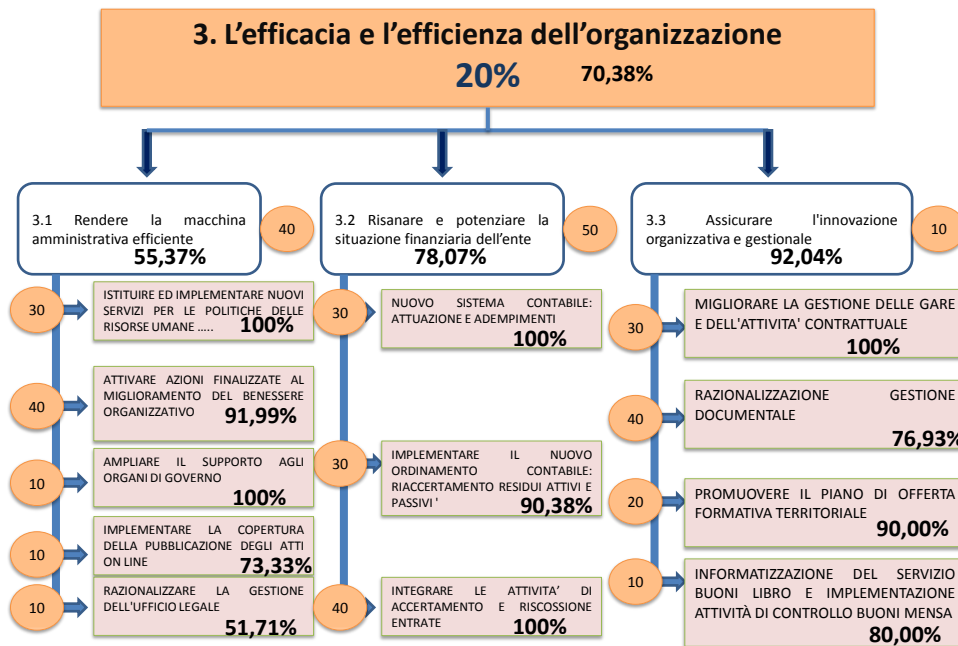 3. L'efficacia e l'efficienza dell'organizzazione
20% 70,38%
3.1 Rendere la macchina
amministrativa efficiente
55,37%
40
30
ISTITUIRE ED IMPLEMENTARE NUOVI
SERVIZI PER LE POLITICHE DELLE
RISORSE UMANE ..... 100%
40
ATTIVARE AZIONI FINALIZZATE AL
MIGLIORAMENTO DEL BENESSERE
ORGANIZZATIVO 91,99%
10
AMPLIARE IL SUPPORTO AGLI
ORGANI DI GOVERNO
100%
10
IMPLEMENTARE LA COPERTURA
DELLA PUBBLICAZIONE DEGLI ATTI
ON LINE 73,33%
10
RAZIONALIZZARE LA GESTIONE
DELL'UFFICIO LEGALE
51,71%
3.2 Risanare e potenziare la
situazione finanziaria dell'ente
78,07%
50
30
NUOVO SISTEMA CONTABILE:
ATTUAZIONE E ADEMPIMENTI
100%
30
IMPLEMENTARE IL NUOVO
ORDINAMENTO CONTABILE:
RIACCERTAMENTO RESIDUI ATTIVI E
PASSIVI ' 90,38%
40
INTEGRARE LE ATTIVITA' DI
ACCERTAMENTO E RISCOSSIONE
ENTRATE 100%
3.3 Assicurare l'innovazione
organizzativa e gestionale
92,04%
10
30
MIGLIORARE LA GESTIONE DELLE GARE
E DELL'ATTIVITA' CONTRATTUALE
100%
40
RAZIONALIZZAZIONE GESTIONE
DOCUMENTALE
76,93%
20
PROMUOVERE IL PIANO DI OFFERTA
FORMATIVA TERRITORIALE
90,00%
10
INFORMATIZZAZIONE DEL SERVIZIO
BUONI LIBRO E IMPLEMENTAZIONE
ATTIVITÀ DI CONTROLLO BUONI MENSA
80,00%